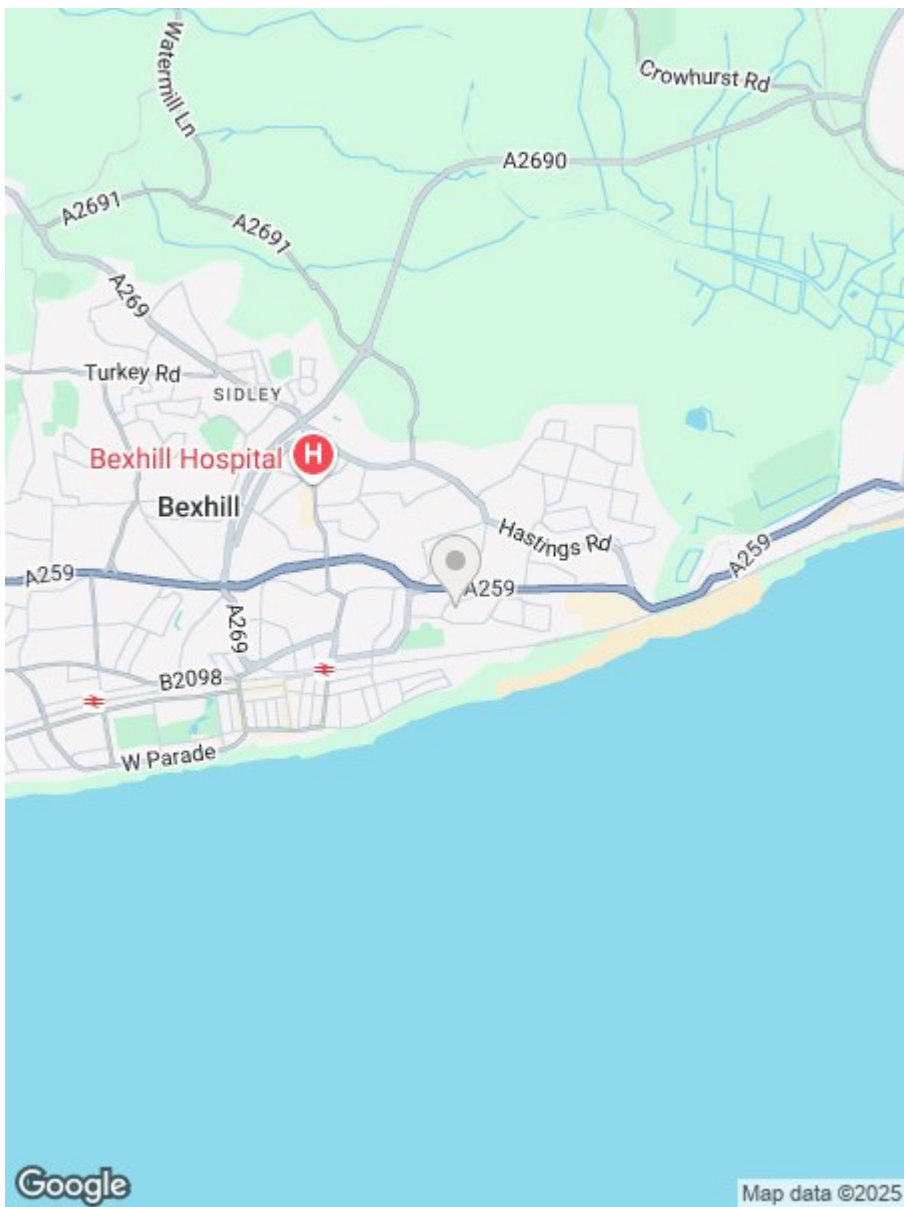 Watermill Ln
Crowhurst Rd
A2690
A2691
A2691
A269
Turkey Rd
SIDLEY
Bexhill Hospital
H
Bexhill
Hastings Rd
A259
A259
A259
A269
B2098
W Parade
Google
Map data ©2025